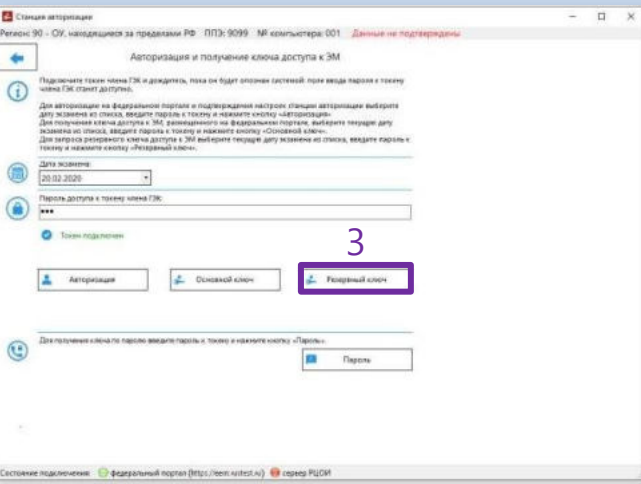 Станция авторизации
Регион: 90 - ОУ, находящиеся за пределами РФ ППЭ: 9099 № компьютера: 001 Данные не подтверждены
Авторизация и получение ключа доступа к ЭМ
Подключите токен члена ГЭК и дождитесь, пока он будет опознан системой: поле ввода пароля к токену
члена ГЭК станет доступно.
Для авторизации на федеральном портале и подтверждения настроек станции авторизации выберите
дату экзамена из списка, введите пароль к токену и нажмите кнопку «Авторизация»
Для получения ключа доступа к ЭМ, размещенного на федеральном портале, выберите текущую дату
экзамена из списка, введите пароль к токену и нажмите кнопку «Основной ключ».
Для запроса резервного ключа доступа к ЭМ выберите текущую дату экзамена из списка, введите пароль к
токену и нажмите кнопку «Резервный ключ».
Дата экзамена:
20.02.2020
Пароль доступа к токену члена ГЭК:
•••
Токен подключен
3
Авторизация
Основной ключ
Резервный ключ
Для получения ключа по паролю введите пароль к токену и нажмите кнопку «Пароль».
Пароль
Состояние подключения: федеральный портал (https://eem.rustest.ru) сервер РЦОИ